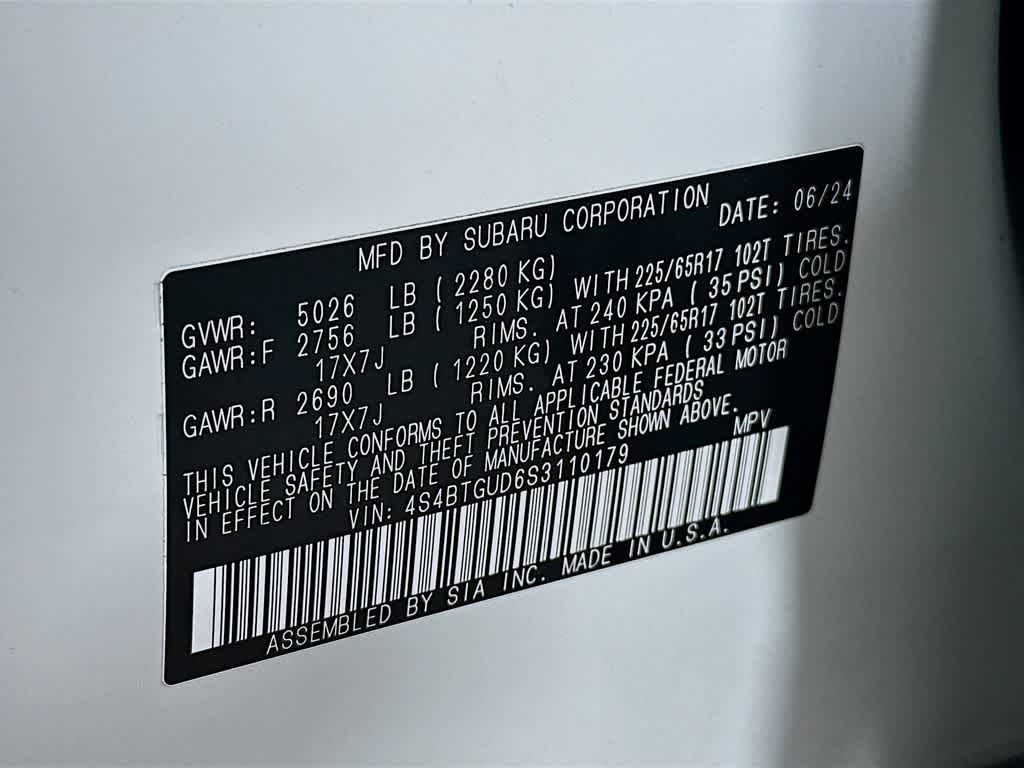 MFD BY SUBARU CORPORATION DATE: 06/24
GVWR: 5026 LB ( 2280 KG)
GAWR:F 2756 LB ( 1250 KG) WITH 225/65R17 102T TIRES.
17X7J RIMS. AT 240 KPA ( 35 PSI) COLD
GAWR:R 2690 LB ( 1220 KG) WITH 225/65R17 102T TIRES.
17X7J RIMS. AT 230 KPA ( 33 PSI) COLD
THIS VEHICLE CONFORMS TO ALL APPLICABLE FEDERAL MOTOR
VEHICLE SAFETY AND THEFT PREVENTION STANDARDS
IN EFFECT ON THE DATE OF MANUFACTURE SHOWN ABOVE.
VIN: 4S4BTGUD6S3110179 MPV
ASSEMBLED BY SIA INC. MADE IN U.S.A.